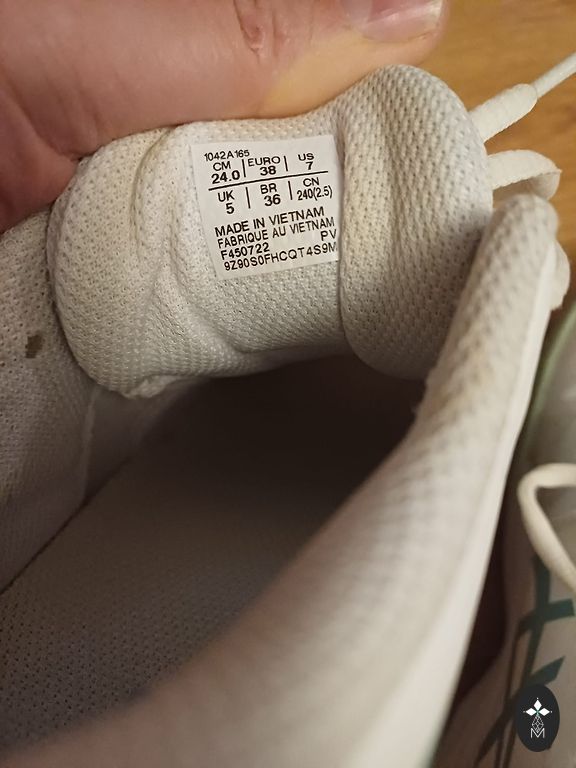 1042A165
CM EURO US
24.0 38 7
UK BR CN
5 36 240(2.5)
MADE IN VIETNAM
FABRIQUE AU VIETNAM
F450722 PV
9Z90S0FHCQT4S9M
M